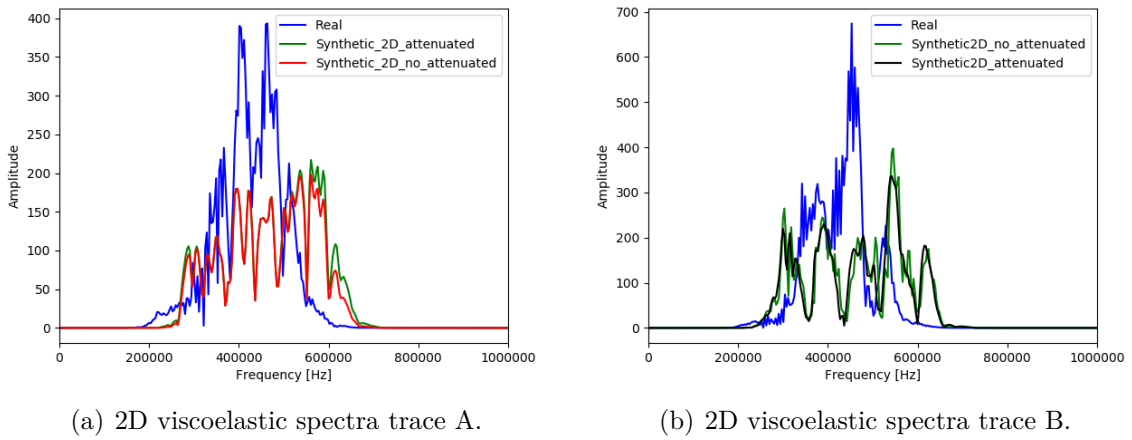 400
350
300
250
200
150
100
50
0
Amplitude
Real
Synthetic_2D_attenuated
Synthetic_2D_no_attenuated
0 200000 400000 600000 800000 1000000
Frequency [Hz]
(a) 2D viscoelastic spectra trace A.
700
600
500
400
300
200
100
0
Amplitude
Real
Synthetic2D_no_attenuated
Synthetic2D_attenuated
0 200000 400000 600000 800000 1000000
Frequency [Hz]
(b) 2D viscoelastic spectra trace B.